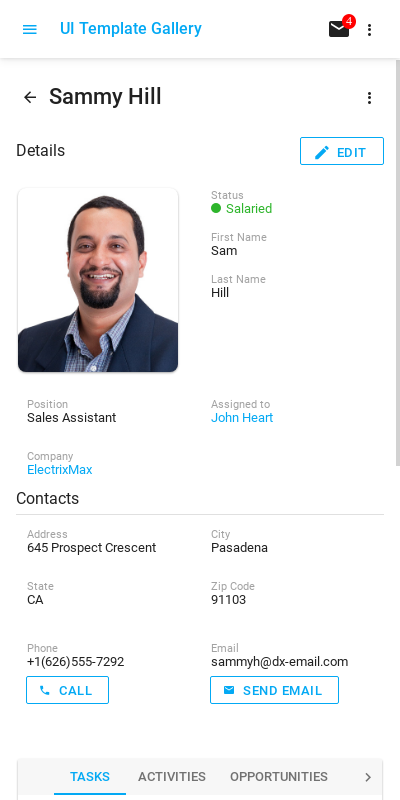 UI Template Gallery
4
Sammy Hill
Details
EDIT
Status
Salaried
First Name
Sam
Last Name
Hill
Position
Sales Assistant
Assigned to
John Heart
Company
ElectrixMax
Contacts
Address
645 Prospect Crescent
City
Pasadena
State
CA
Zip Code
91103
Phone
+1(626)555-7292
Email
sammyh@dx-email.com
CALL
SEND EMAIL
TASKS ACTIVITIES OPPORTUNITIES